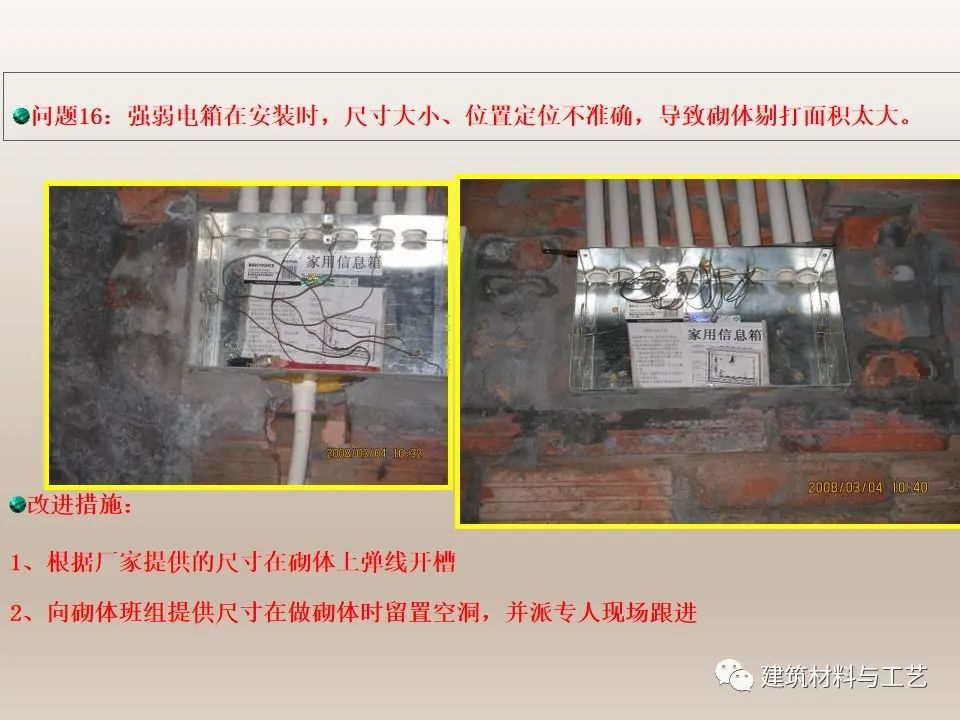 问题16：强弱电箱在安装时，尺寸大小、位置定位不准确，导致砌体剔打面积太大。
家用信息箱
2008/03/04 10:32
家用信息箱
2008/03/04 10:40
改进措施：
1、根据厂家提供的尺寸在砌体上弹线开槽
2、向砌体班组提供尺寸在做砌体时留置空洞，并派专人现场跟进
建筑材料与工艺